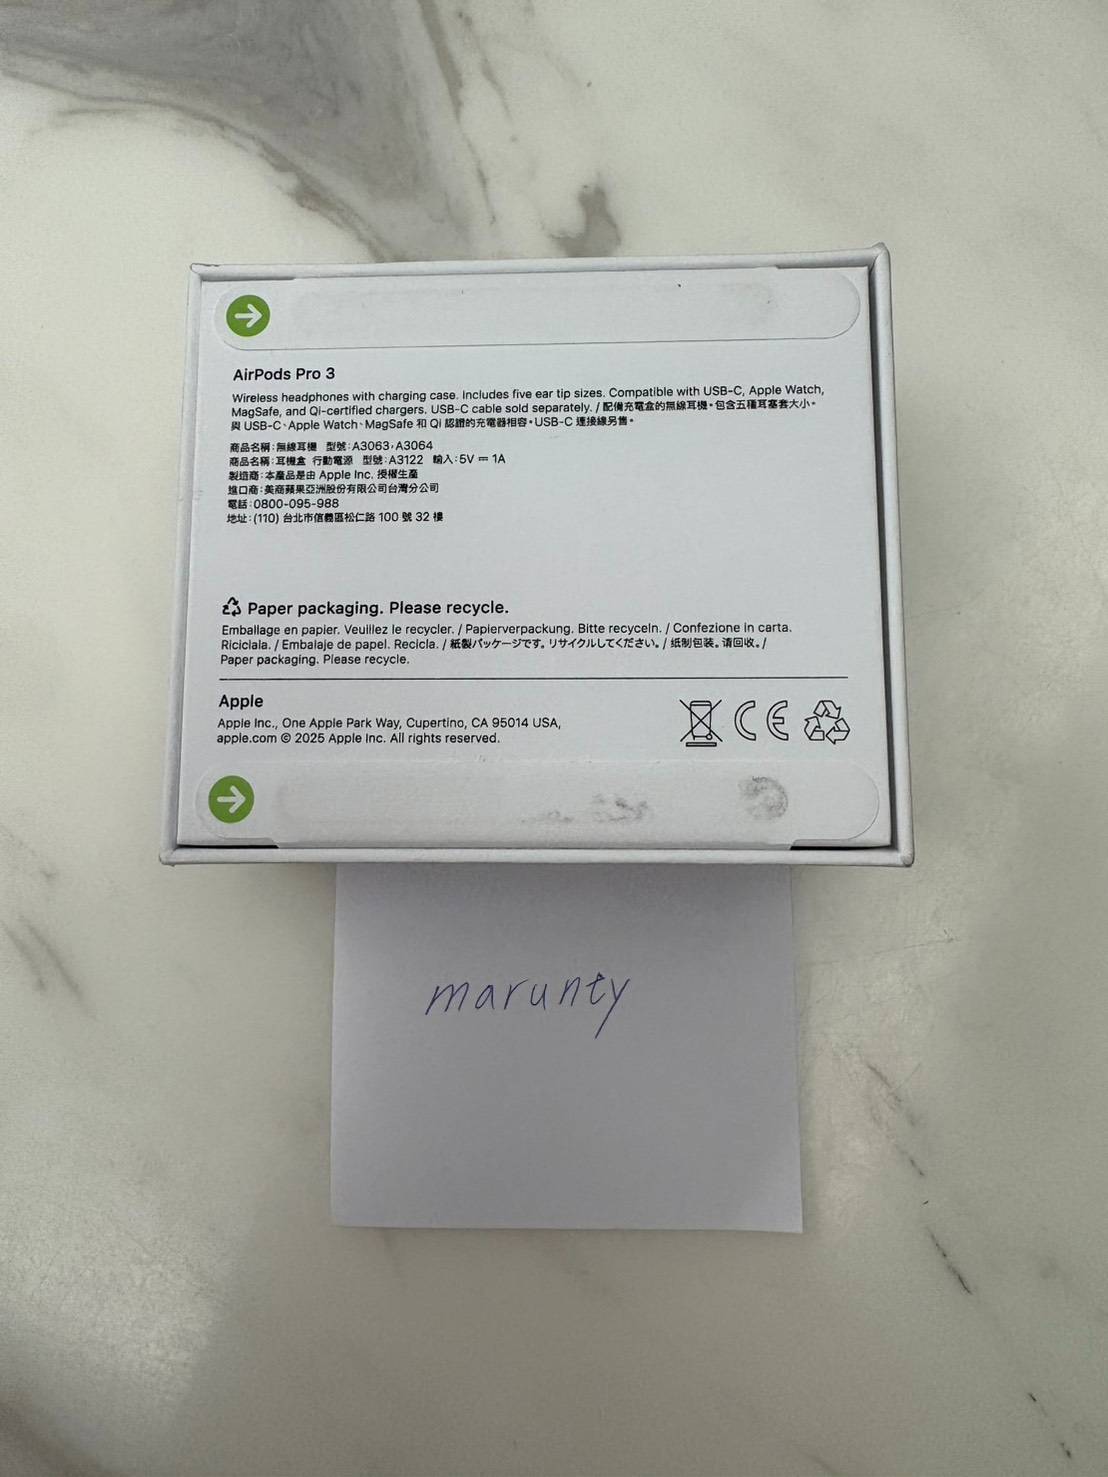 AirPods Pro 3
Wireless headphones with charging case. Includes five ear tip sizes. Compatible with USB-C, Apple Watch,
MagSafe, and Qi-certified chargers. USB-C cable sold separately. / 配備充電盒的無線耳機。包含五種耳塞套大小。
與 USB-C、Apple Watch、MagSafe 和 Qi 認證的充電器相容。USB-C 連接線另售。
商品名稱：無線耳機 型號：A3063，A3064
商品名稱：耳機盒 行動電源 型號：A3122 輸入：5V ⎓ 1A
製造商：本產品是由 Apple Inc. 授權生產
進口商：美商蘋果亞洲股份有限公司台灣分公司
電話：0800-095-988
地址：(110) 台北市信義區松仁路 100 號 32 樓
Paper packaging. Please recycle.
Emballage en papier. Veuillez le recycler. / Papierverpackung. Bitte recyceln. / Confezione in carta.
Riciclala. / Embalaje de papel. Recicla. / 紙製パッケージです。リサイクルしてください。/ 纸制包装。请回收。/
Paper packaging. Please recycle.
Apple
Apple Inc., One Apple Park Way, Cupertino, CA 95014 USA,
apple.com © 2025 Apple Inc. All rights reserved.
CE
marunty